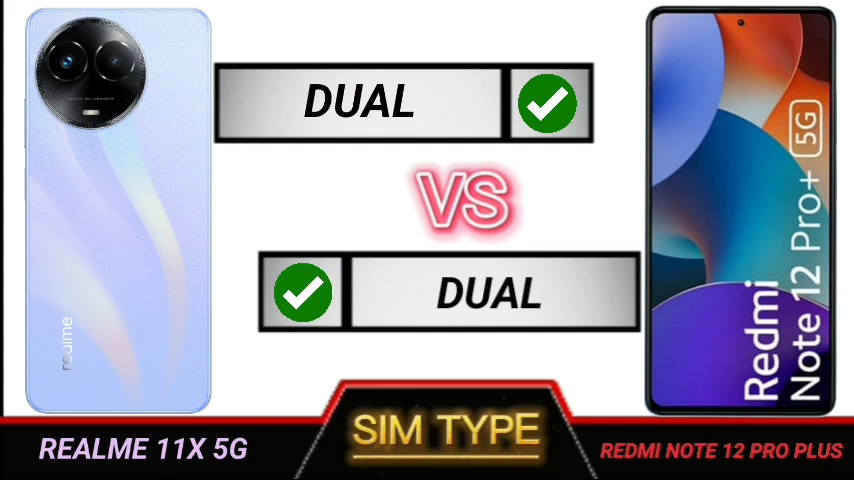 DUAL
VS
DUAL
realme
Redmi
Note 12 Pro+ 5G
SIM TYPE
REALME 11X 5G
REDMI NOTE 12 PRO PLUS